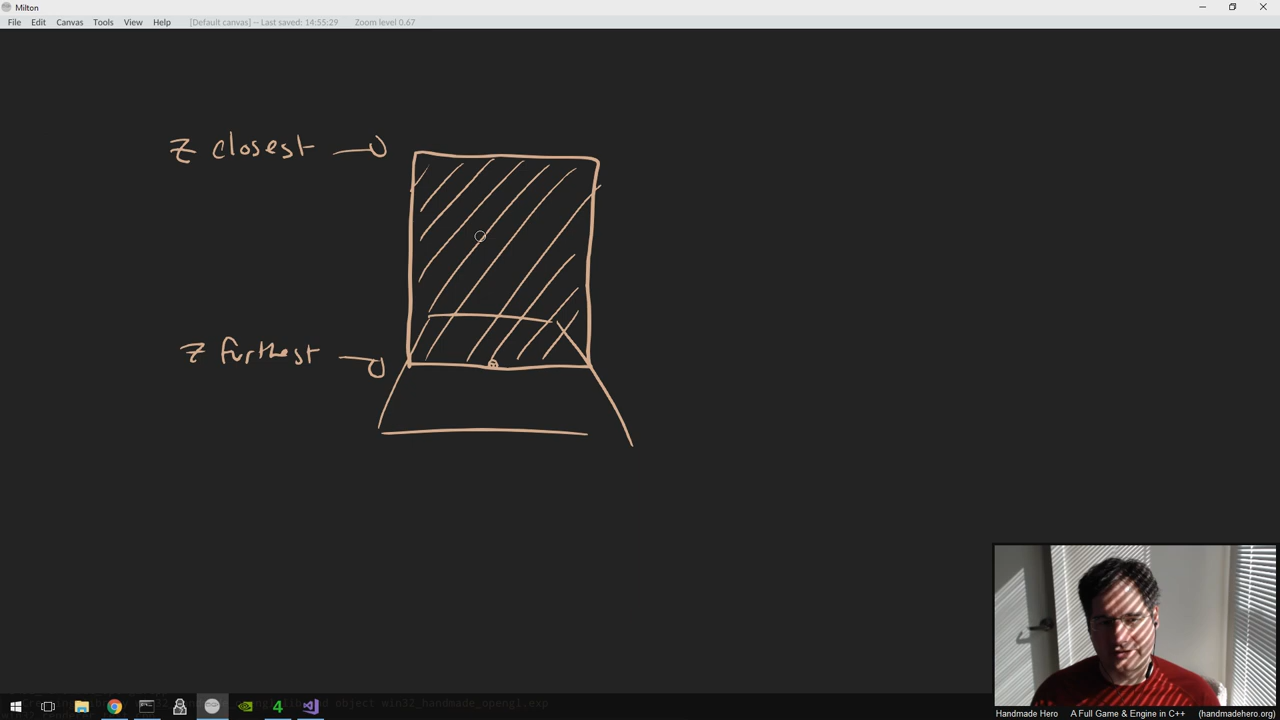 Milton
File Edit Canvas Tools View Help [Default canvas] -- Last saved: 14:55:29 Zoom level 0.67
Z closest
Z furthest
Handmade Hero A Full Game & Engine in C++ (handmadehero.org)